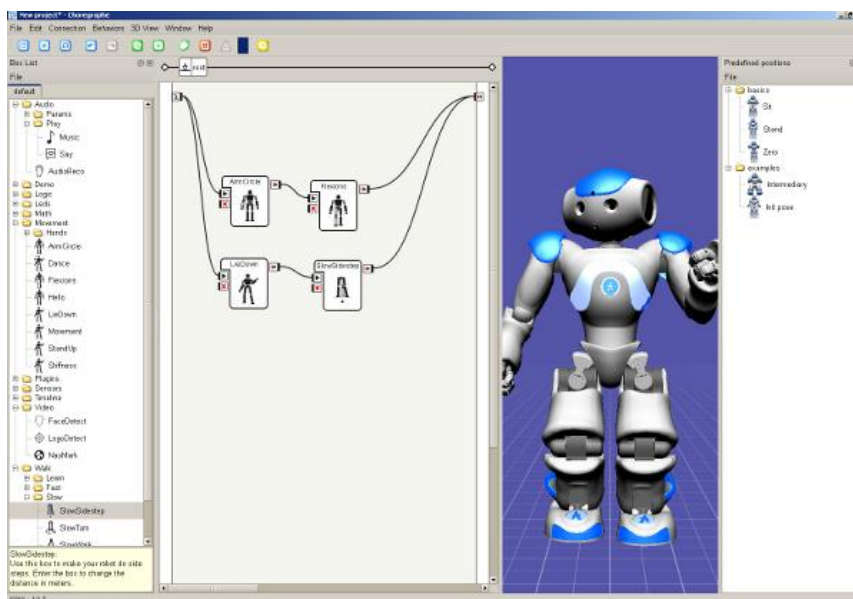 New project* - Choregraphe
File Edit Connection Behaviors 3D View Window Help
Box List
File
default
Audio
Params
Play
Music
Say
AudioReco
Demo
Logic
Leds
Math
Movement
Hands
ArmCircle
Dance
Flexions
Hello
LieDown
Movement
StandUp
Stiffness
Plugins
Sensors
Timeline
Video
FaceDetect
LogoDetect
NaoMark
Walk
Learn
Fast
Slow
SlowSidestep
SlowTurn
SlowWalk
SlowSidestep:
Use this box to make your robot do side
steps. Enter the box to change the
distance in meters.
root
ArmCircle
Flexions
LieDown
SlowSidestep
Predefined positions
File
basics
Sit
Stand
Zero
examples
Intermediary
Init pose